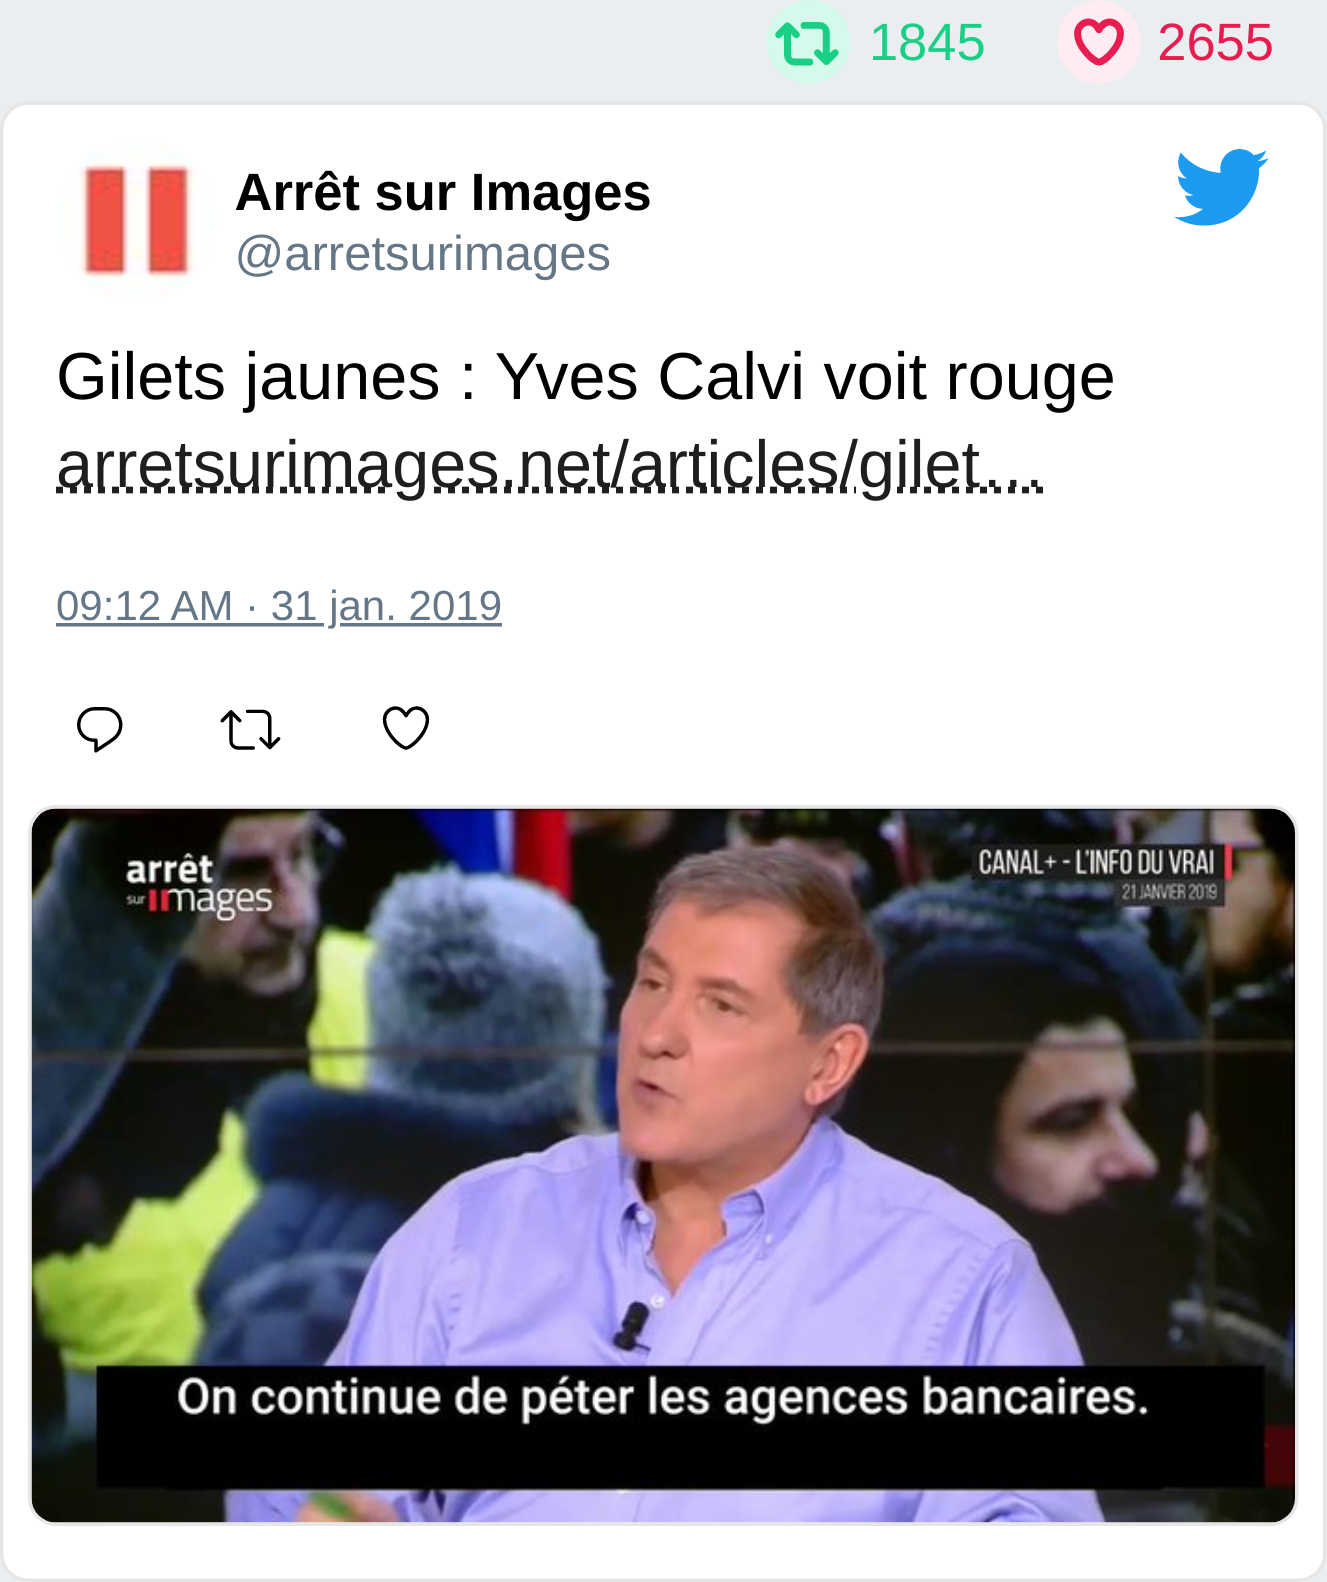 1845 2655
Arrêt sur Images
@arretsurimages
Gilets jaunes : Yves Calvi voit rouge
arretsurimages.net/articles/gilet...
09:12 AM · 31 jan. 2019
arrêt
sur images
CANAL+ - L'INFO DU VRAI
21 JANVIER 2019
On continue de péter les agences bancaires.